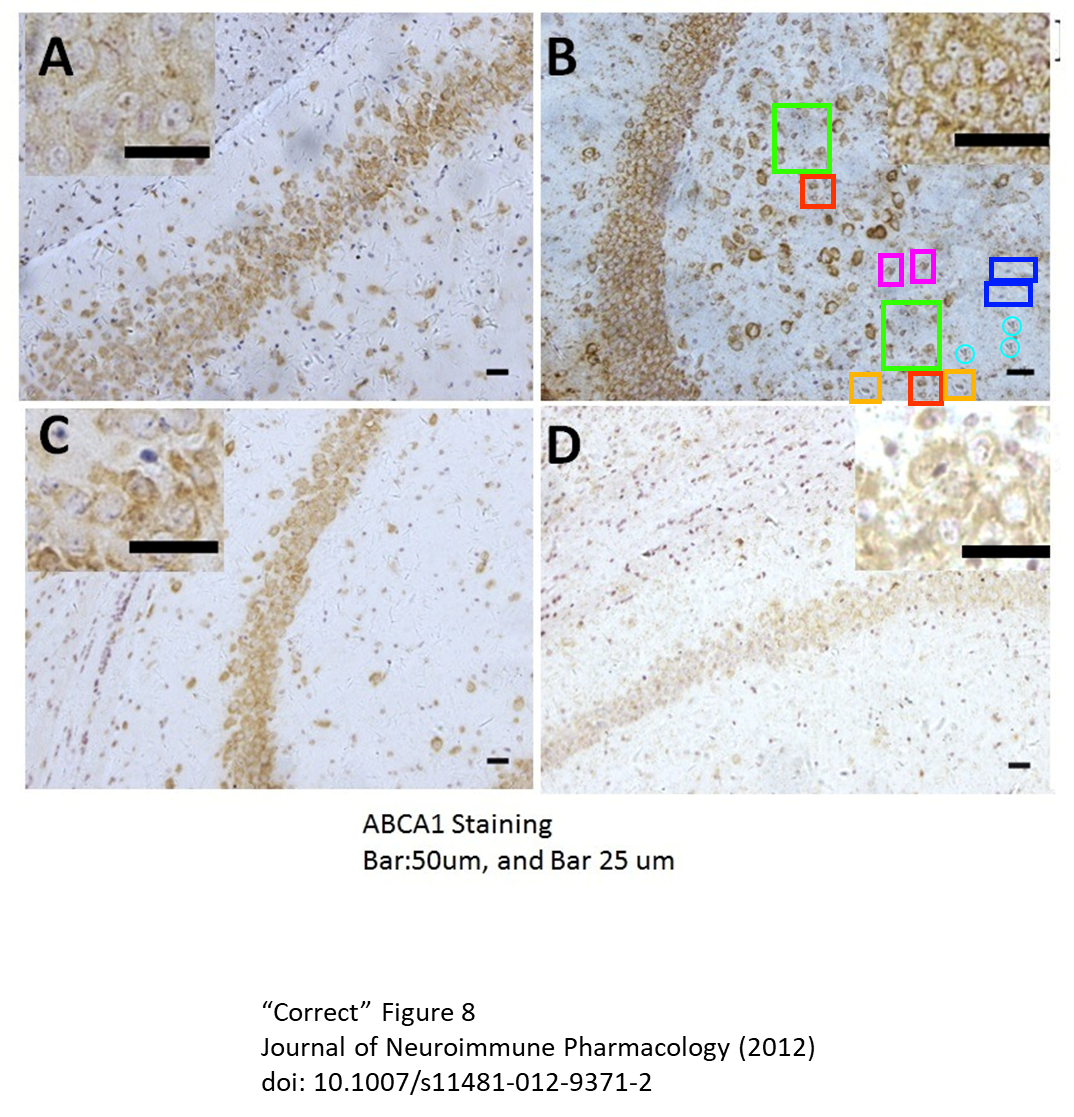 A
B
C
D
ABCA1 Staining
Bar:50um, and Bar 25 um
“Correct” Figure 8
Journal of Neuroimmune Pharmacology (2012)
doi: 10.1007/s11481-012-9371-2